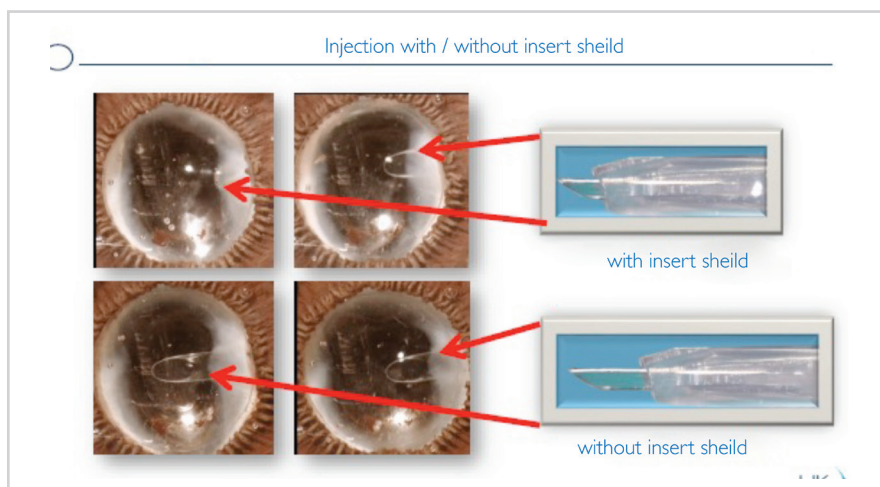 Injection with / without insert sheild
with insert sheild
without insert sheild